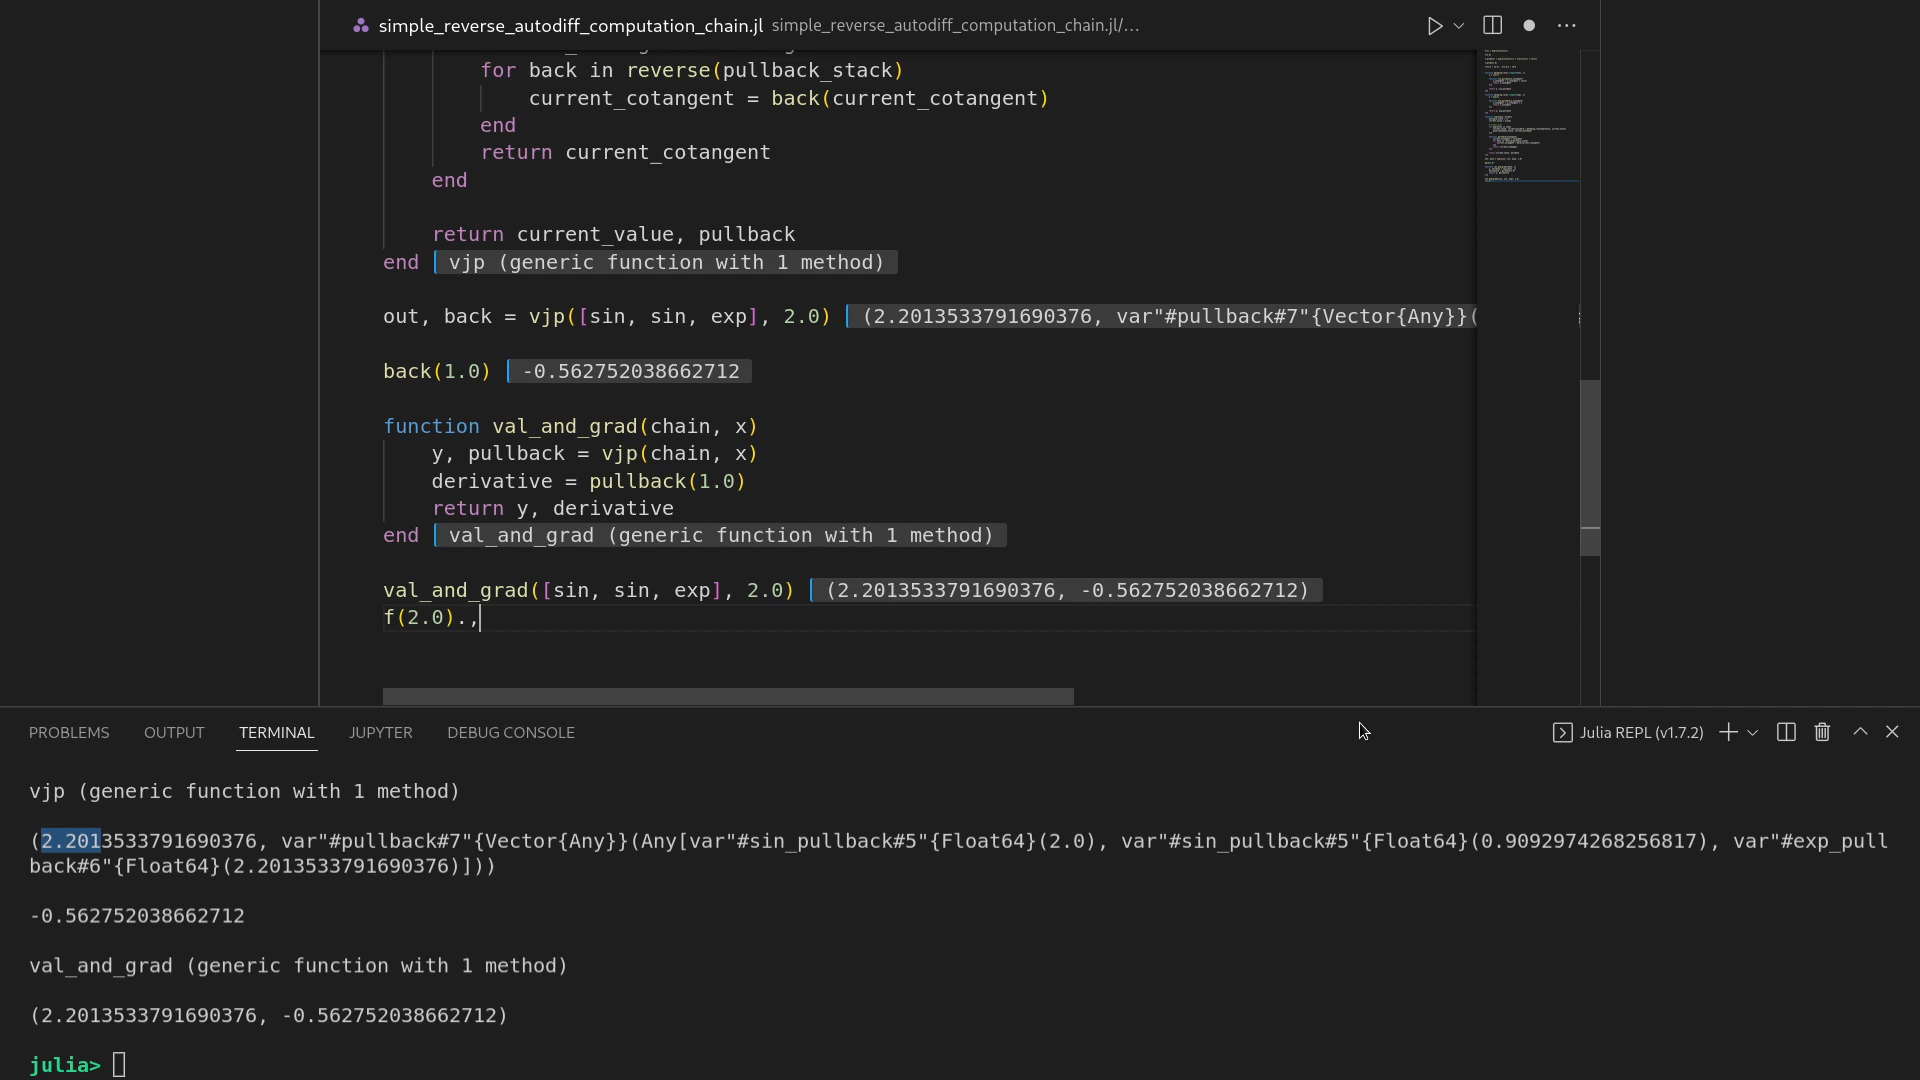 simple_reverse_autodiff_computation_chain.jl simple_reverse_autodiff_computation_chain.jl/...
for back in reverse(pullback_stack)
current_cotangent = back(current_cotangent)
end
return current_cotangent
end
return current_value, pullback
end vjp (generic function with 1 method)
out, back = vjp([sin, sin, exp], 2.0) (2.2013533791690376, var"#pullback#7"{Vector{Any}}(
back(1.0) -0.562752038662712
function val_and_grad(chain, x)
y, pullback = vjp(chain, x)
derivative = pullback(1.0)
return y, derivative
end val_and_grad (generic function with 1 method)
val_and_grad([sin, sin, exp], 2.0) (2.2013533791690376, -0.562752038662712)
f(2.0).,
PROBLEMS OUTPUT TERMINAL JUPYTER DEBUG CONSOLE Julia REPL (v1.7.2)
vjp (generic function with 1 method)
(2.2013533791690376, var"#pullback#7"{Vector{Any}}(Any[var"#sin_pullback#5"{Float64}(2.0), var"#sin_pullback#5"{Float64}(0.9092974268256817), var"#exp_pull
back#6"{Float64}(2.2013533791690376)]))
-0.562752038662712
val_and_grad (generic function with 1 method)
(2.2013533791690376, -0.562752038662712)
julia>